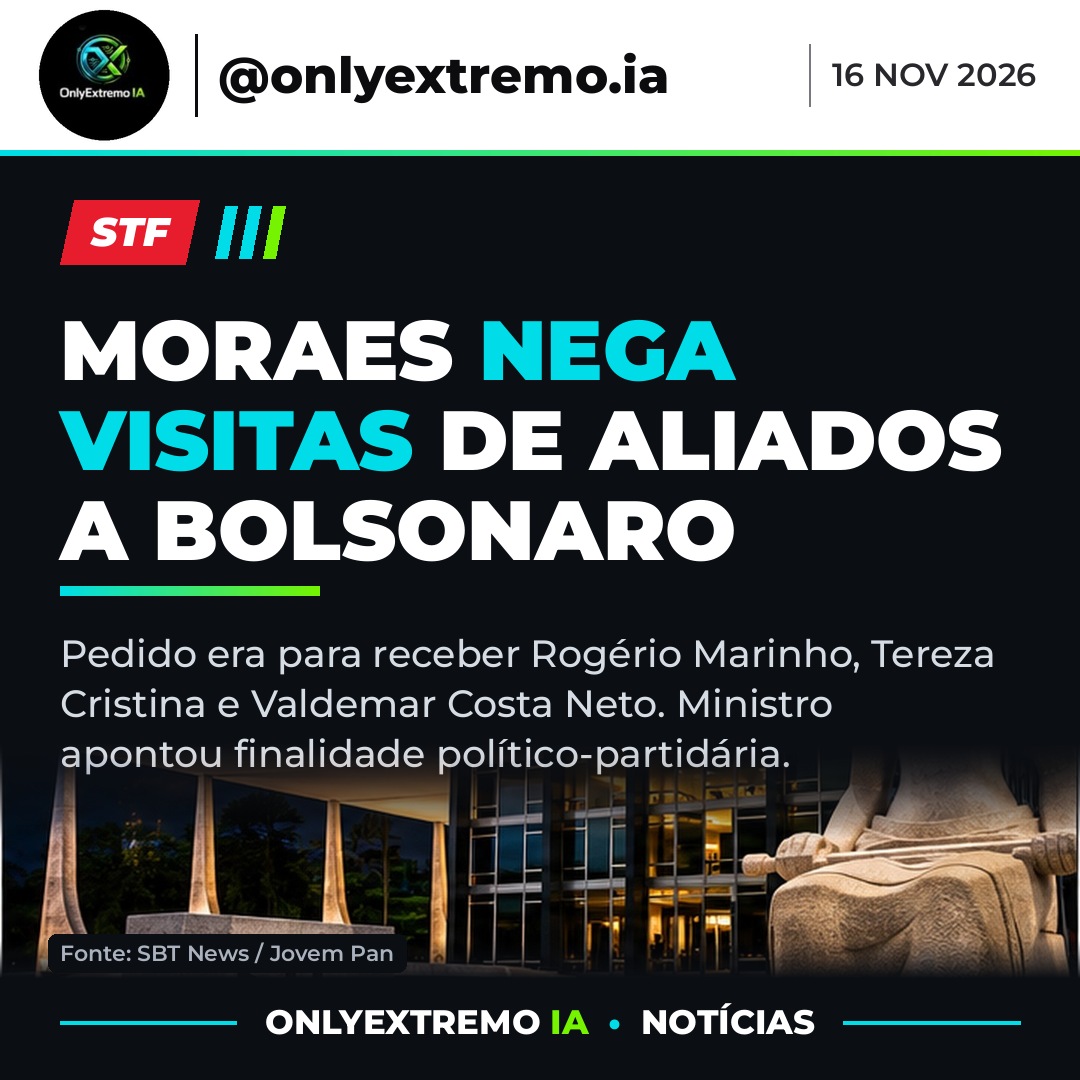 OnlyExtremo IA
@onlyextremo.ia
16 NOV 2026
STF
MORAES NEGA
VISITAS DE ALIADOS
A BOLSONARO
Pedido era para receber Rogério Marinho, Tereza
Cristina e Valdemar Costa Neto. Ministro
apontou finalidade político-partidária.
Fonte: SBT News / Jovem Pan
ONLYEXTREMO IA • NOTÍCIAS